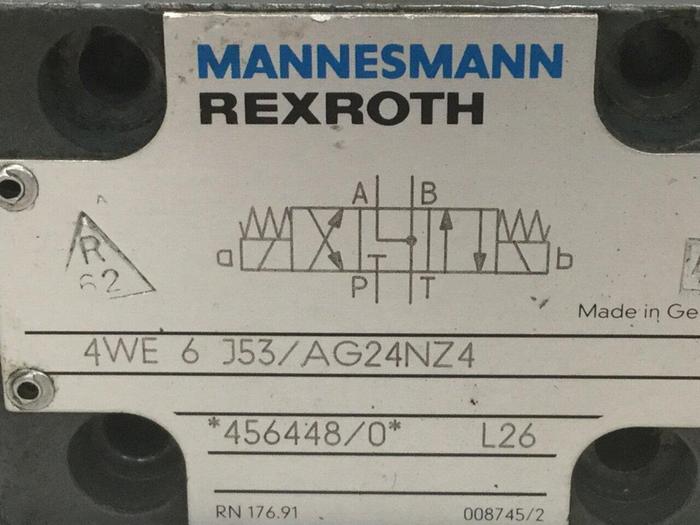 MANNESMANN
REXROTH
A B
a b
P T
R
62
Made in Ge
4WE 6 J53/AG24NZ4
*456448/0* L26
RN 176.91 008745/2